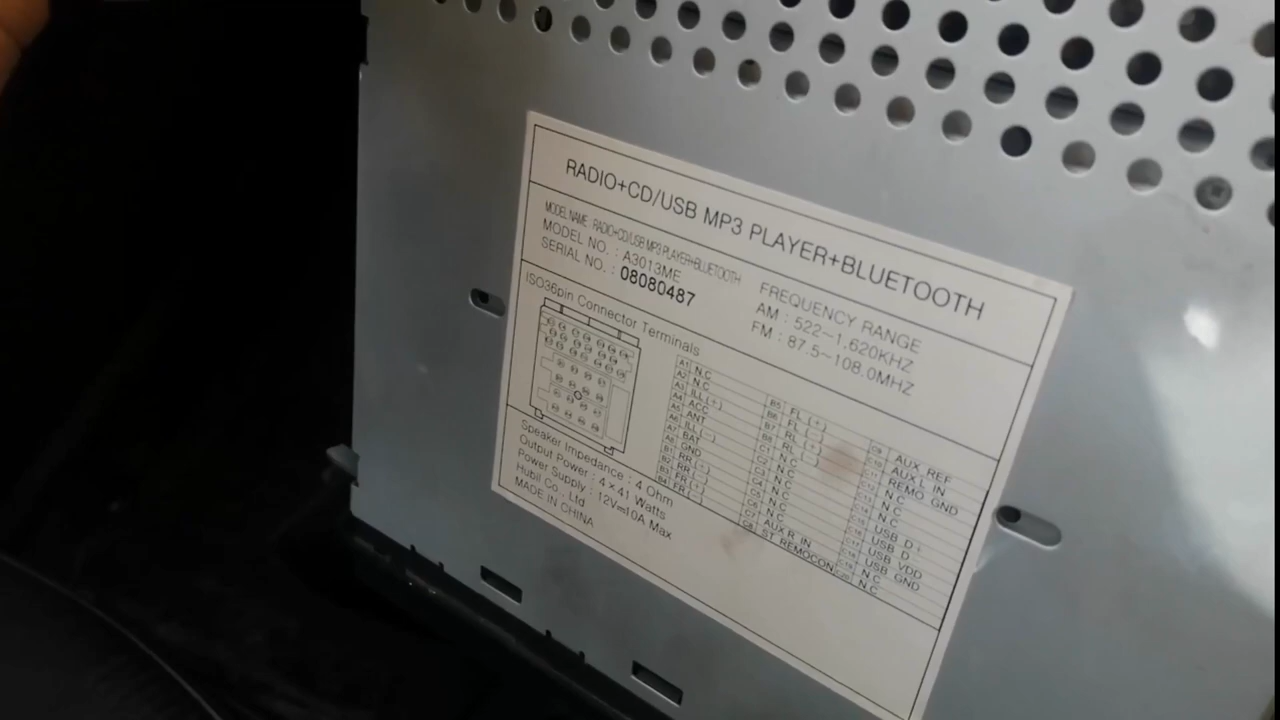 RADIO+CD/USB MP3 PLAYER+BLUETOOTH
MODEL NAME : RADIO+CD/USB MP3 PLAYER+BLUETOOTH
MODEL NO. : A3013ME
SERIAL NO. : 08080487
FREQUENCY RANGE
AM : 522~1,620KHZ
FM : 87.5~108.0MHZ
ISO36pin Connector Terminals
A1 N.C
A2 N.C
A3 ILL(+)
A4 ACC
A5 ANT
A6 ILL(-)
A7 BAT
A8 GND
B1 RR(+)
B2 RR(-)
B3 FR(+)
B4 FR(-)
B5 FL(+)
B6 FL(-)
B7 RL(+)
B8 RL(-)
C1 N.C
C2 N.C
C3 N.C
C4 N.C
C5 N.C
C6 N.C
C7 AUX R IN
C8 ST REMOCON
C9 AUX REF
C10 AUX L IN
C11 REMO GND
N.C
N.C
C14 N.C
C15 USB D+
C16 USB D-
C17 USB VDD
C18 USB GND
C19 N.C
C20 N.C
Speaker Impedance : 4 Ohm
Output Power : 4×41 Watts
Power Supply : 12V⎓10A Max
Hubil Co., Ltd
MADE IN CHINA